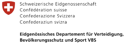 Schweizerische Eidgenossenschaft
Confédération suisse
Confederazione Svizzera
Confederaziun svizra
Eidgenössisches Departement für Verteidigung,
Bevölkerungsschutz und Sport VBS